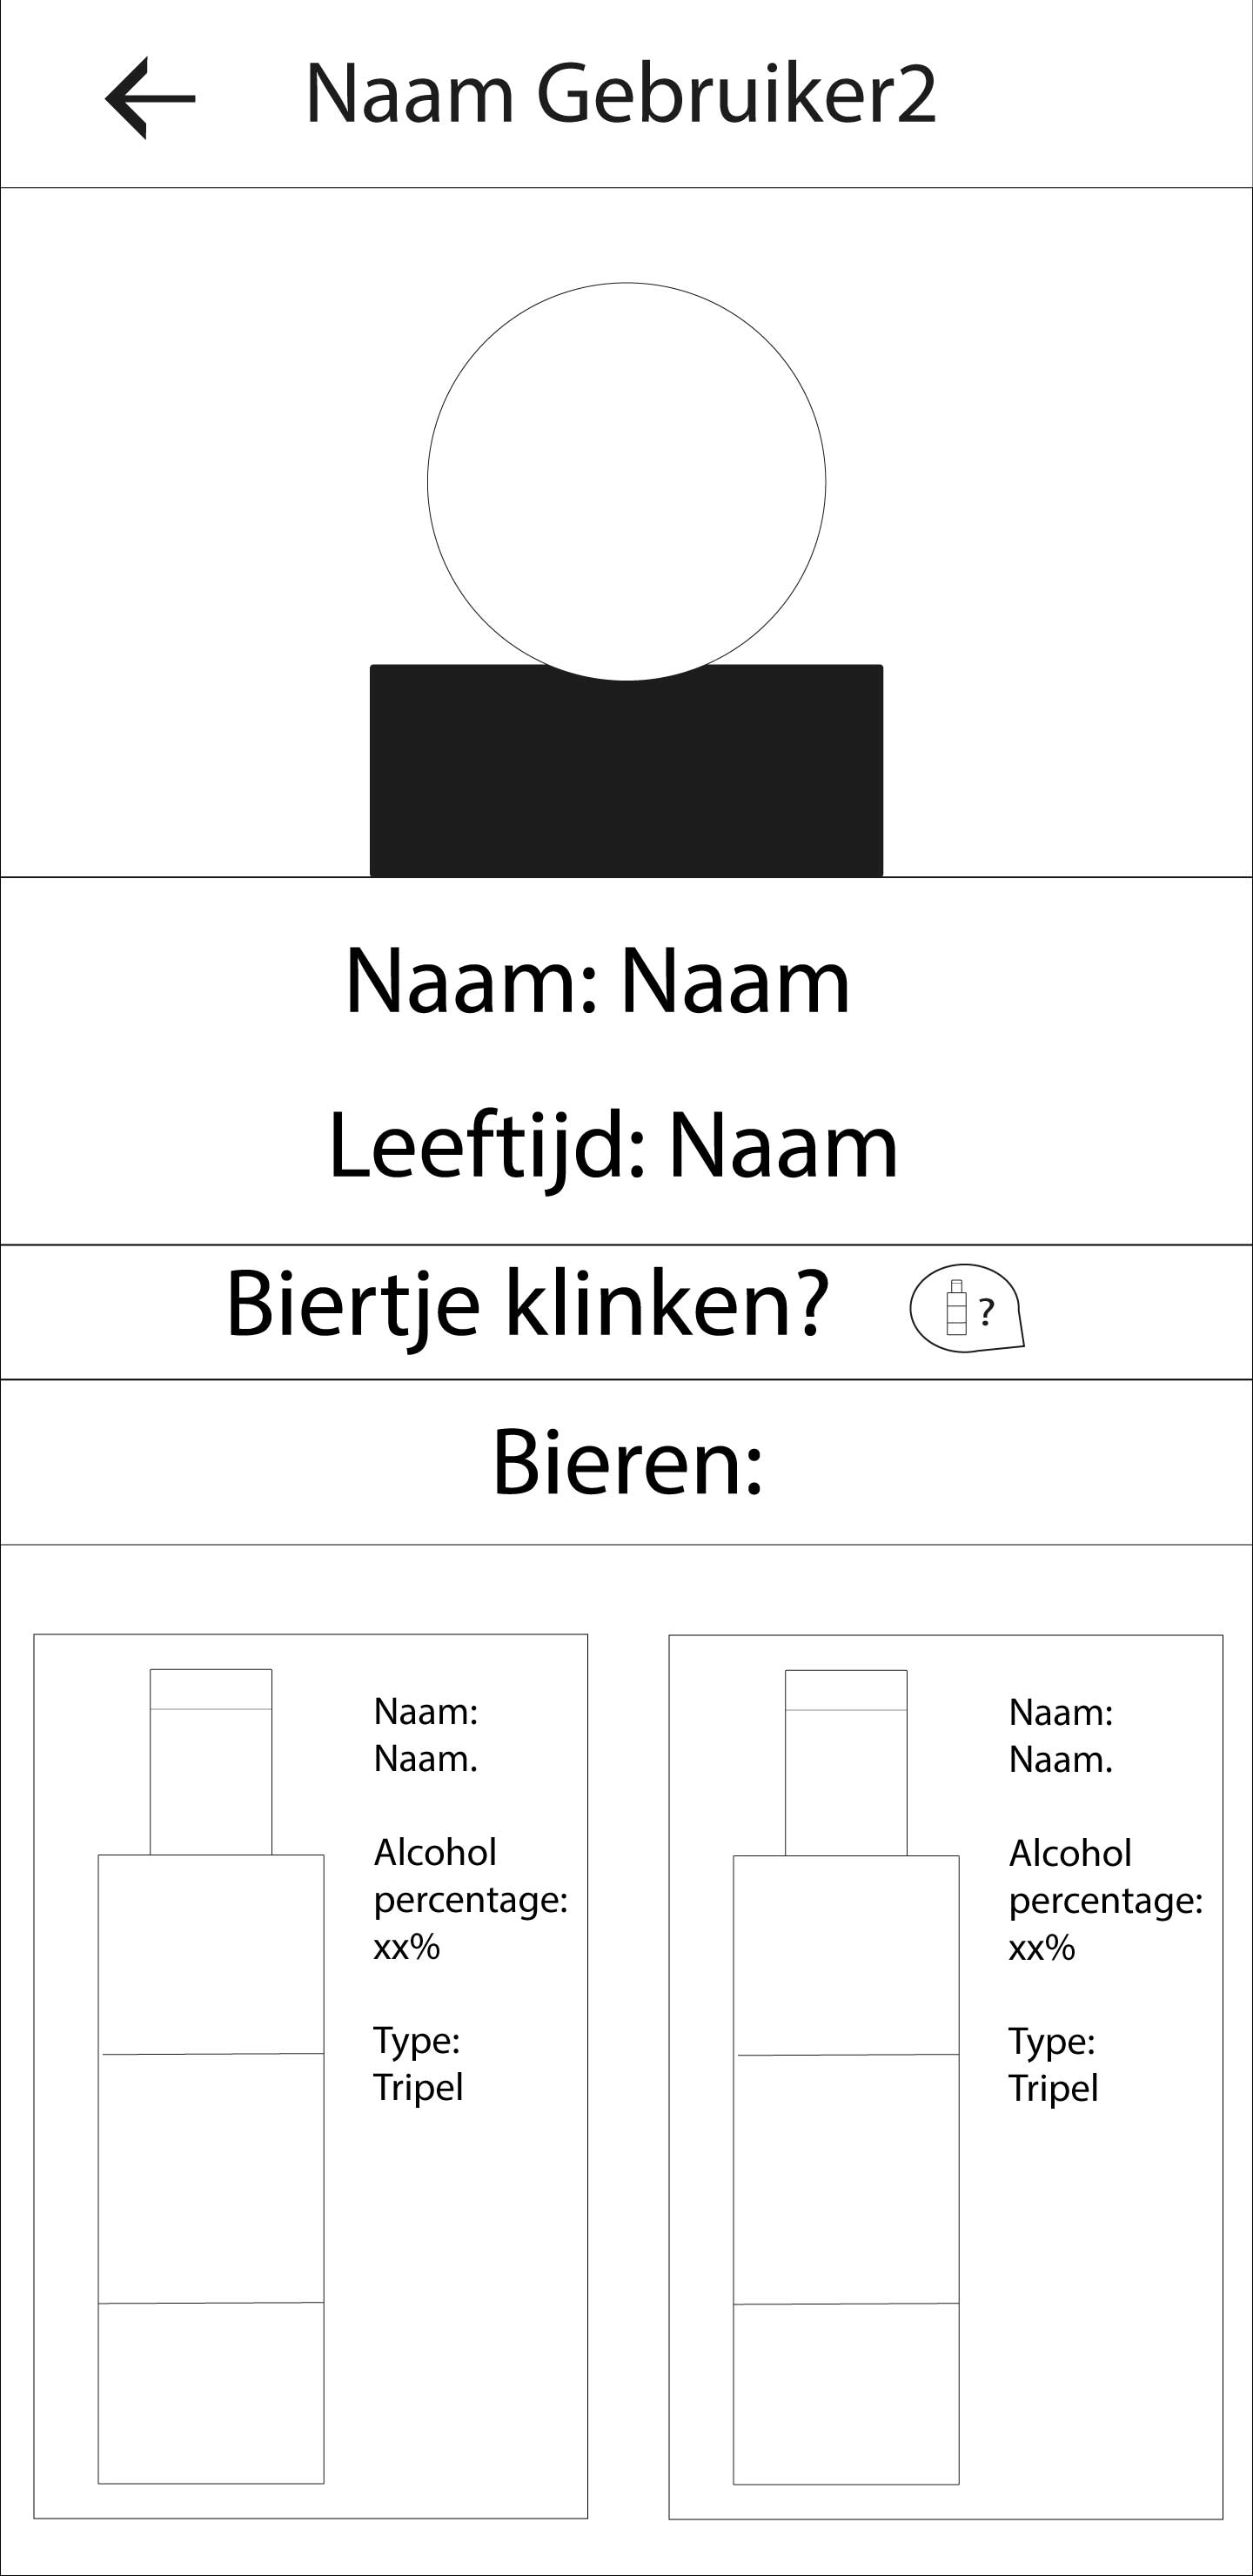 Naam Gebruiker2
Naam: Naam
Leeftijd: Naam
Biertje klinken?
?
Bieren:
Naam:
Naam.
Alcohol
percentage:
xx%
Type:
Tripel
Naam:
Naam.
Alcohol
percentage:
xx%
Type:
Tripel